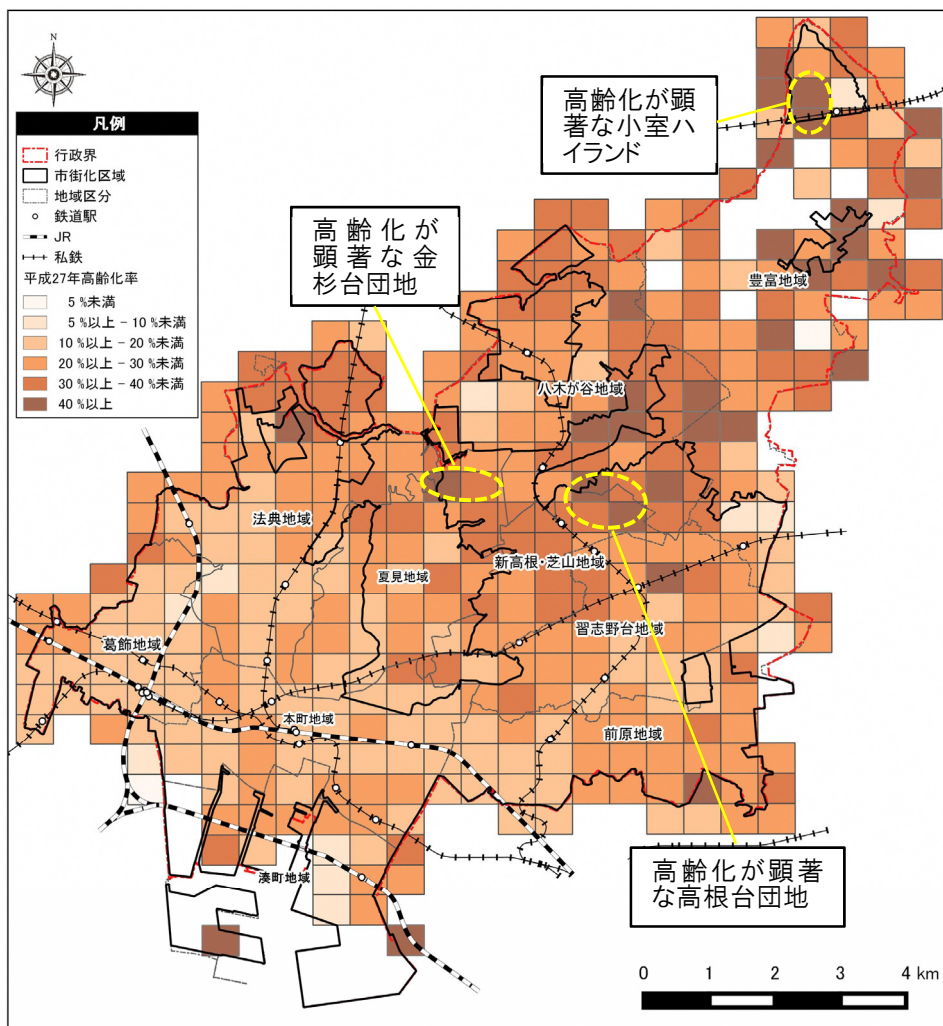 N
凡例
行政界
市街化区域
地域区分
鉄道駅
JR
私鉄
平成27年高齢化率
5 %未満
5 %以上 - 10 %未満
10 %以上 - 20 %未満
20 %以上 - 30 %未満
30 %以上 - 40 %未満
40 %以上
高齢化が顕
著な小室ハ
イランド
高齢化が
顕著な金
杉台団地
豊富地域
八木が谷地域
法典地域
夏見地域
新高根・芝山地域
習志野台地域
葛飾地域
本町地域
前原地域
湊町地域
高齢化が顕著
な高根台団地
0 1 2 3 4 km